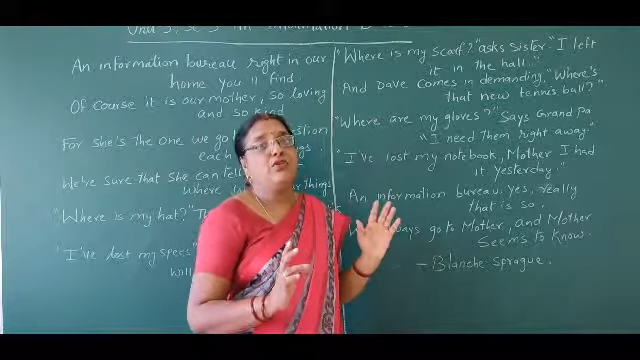 An information bureau right in our
home you'll find
Of Course it is our mother, so loving
and so kind
For she's the one we go
question
each
We're sure that She can tell
Where
things
"Where is my hat?"
"I've lost my specs
will
"Where is my Scarf?" asks Sister. "I left
it in the hall."
And Dave comes in demanding, "Where's
that new tennis ball?"
"Where are my gloves?" Says Grand pa
"I need them right away."
"I've lost my notebook, Mother I had
it Yesterday."
An information bureau. Yes, really
that is so.
always go to Mother, and Mother
Seems to know.
- Blanche Sprague.